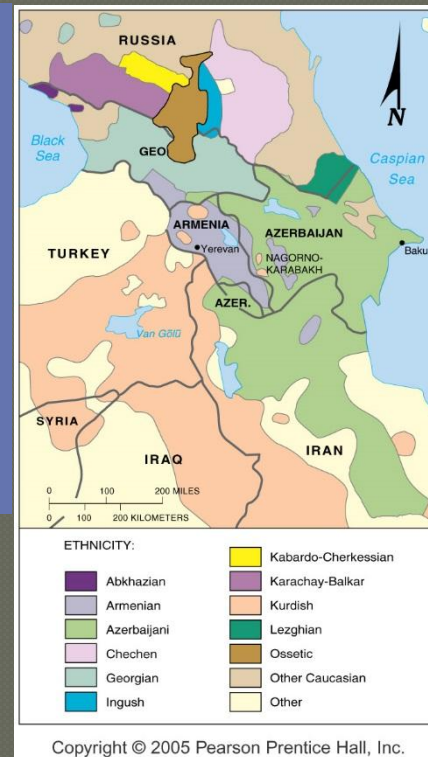 RUSSIA
N
Black
Sea
GEO.
Caspian
Sea
ARMENIA
AZERBAIJAN
TURKEY
Yerevan
NAGORNO-
KARABAKH
Baku
AZER.
Van Gölü
SYRIA
IRAQ
IRAN
0 100 200 MILES
0 100 200 KILOMETERS
ETHNICITY:
Abkhazian
Armenian
Azerbaijani
Chechen
Georgian
Ingush
Kabardo-Cherkessian
Karachay-Balkar
Kurdish
Lezghian
Ossetic
Other Caucasian
Other
Copyright © 2005 Pearson Prentice Hall, Inc.